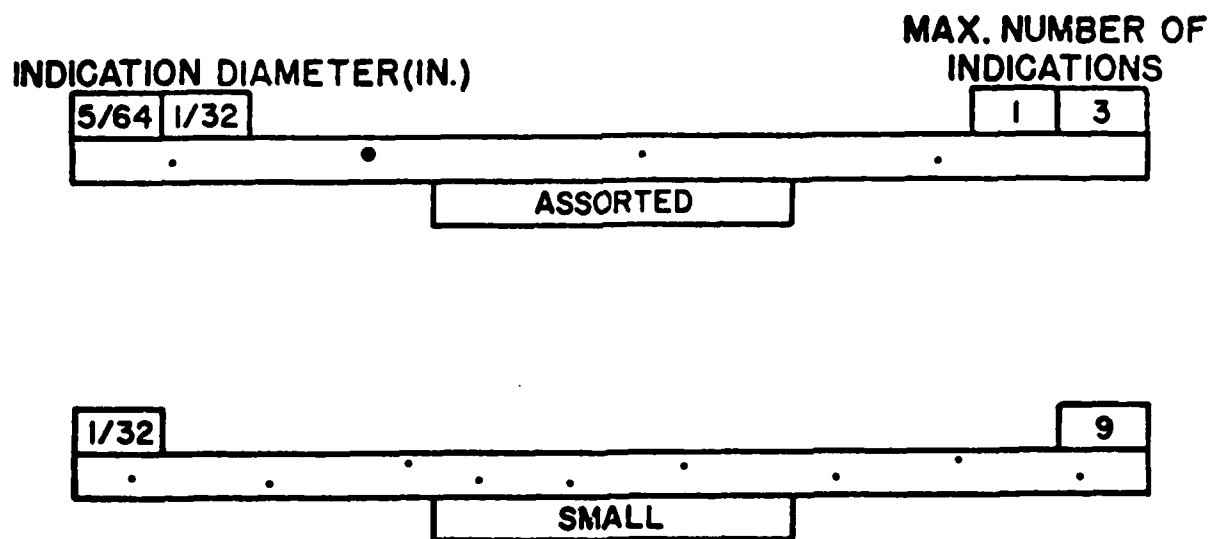 MAX. NUMBER OF
INDICATION DIAMETER(IN.) INDICATIONS
5/64 1/32 1 3
ASSORTED
1/32 9
SMALL